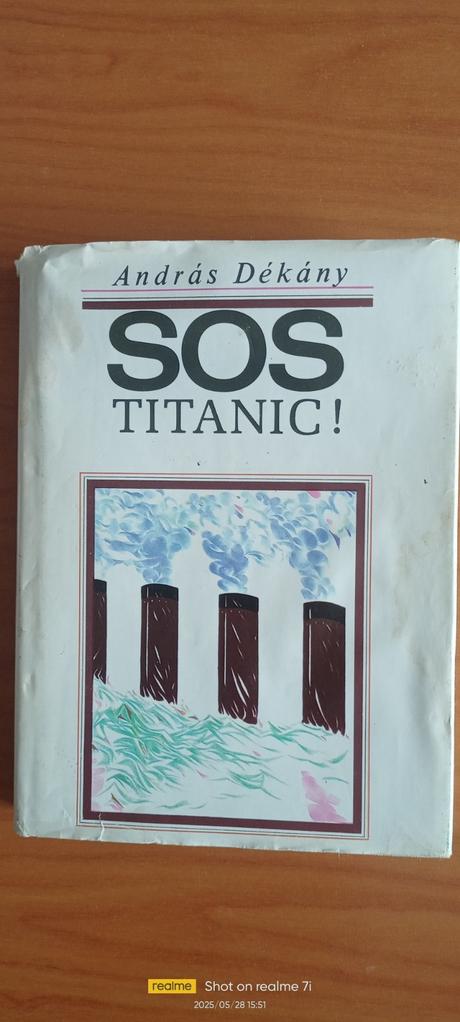 András Dékány
SOS
TITANIC!
realme Shot on realme 7i
2025/05/28 15:51